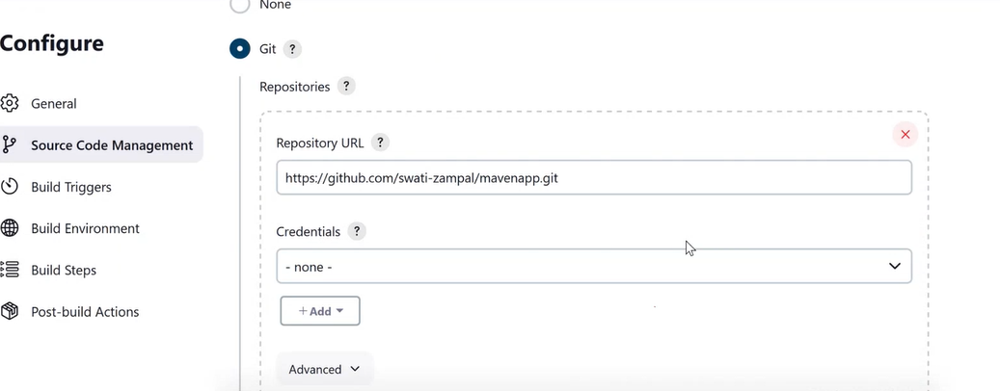 None
Configure
Git ?
Repositories ?
General
Repository URL ?
Source Code Management
https://github.com/swati-zampal/mavenapp.git
Build Triggers
Build Environment
Credentials ?
Build Steps
- none -
Post-build Actions
+ Add
Advanced